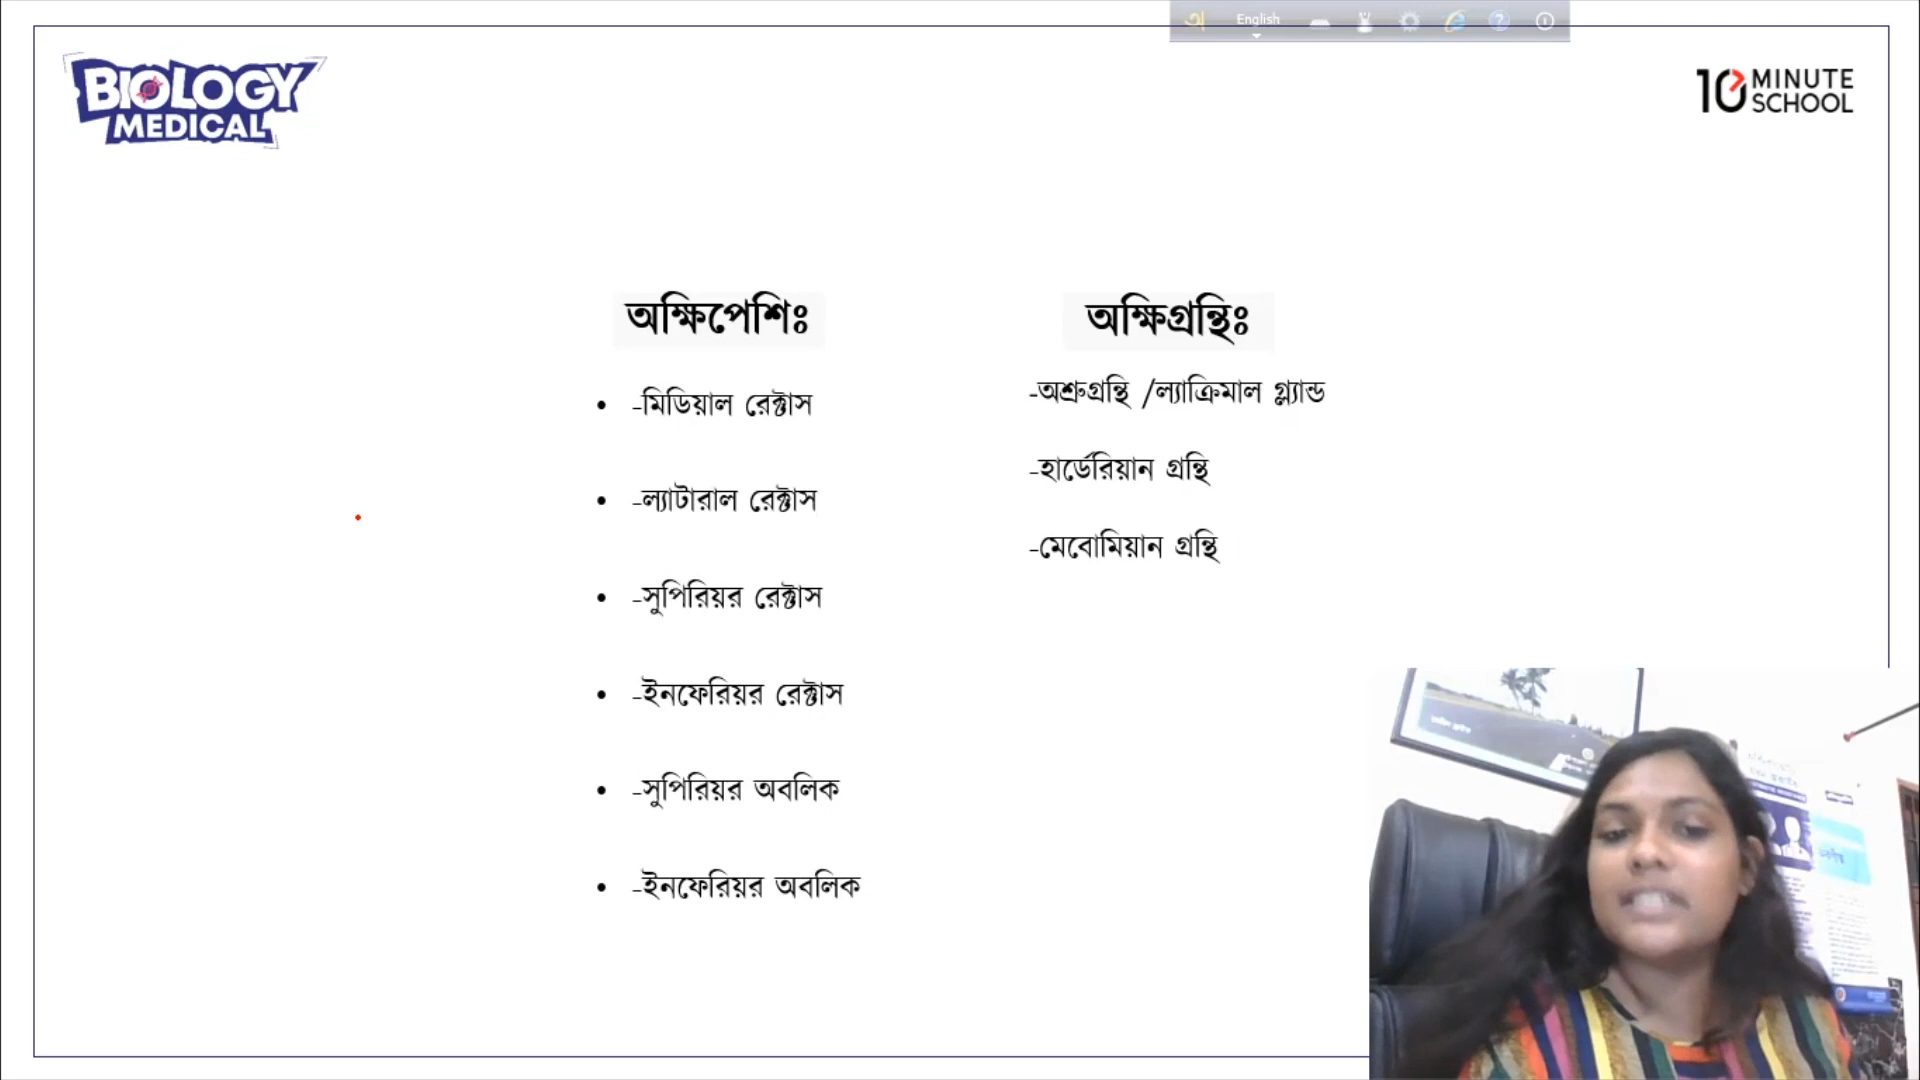 English
BIOLOGY
MEDICAL
10 MINUTE
SCHOOL
অক্ষিপেশিঃ
• -মিডিয়াল রেক্টাস
• -ল্যাটারাল রেক্টাস
• -সুপিরিয়র রেক্টাস
• -ইনফেরিয়র রেক্টাস
• -সুপিরিয়র অবলিক
• -ইনফেরিয়র অবলিক
অক্ষিগ্রন্থিঃ
-অশ্রুগ্রন্থি /ল্যাক্রিমাল গ্ল্যান্ড
-হার্ডেরিয়ান গ্রন্থি
-মেবোমিয়ান গ্রন্থি